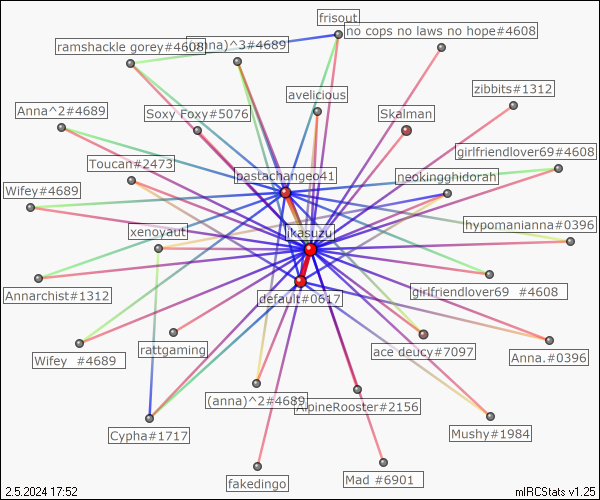 frisout
no cops no laws no hope#4608
ramshackle gorey#4608
(anna)^3#4689
zibbits#1312
avelicious
Anna^2#4689
Soxy Foxy#5076
Skalman
girlfriendlover69#4608
Toucan#2473
bastachangeo41
neokingghidorah
Wifey#4689
hypomanianna#0396
xenoyaut
jkasuzu
Annarchist#1312
girlfriendlover69 #4608
default#0617
rattgaming
Wifey #4689
ace deucy#7097
Anna.#0396
(anna)^2#4689
AlpineRooster#2156
Cypha#1717
Mushy#1984
fakedingo
Mad #6901
2.5.2024 17:52
mIRCStats v1.25